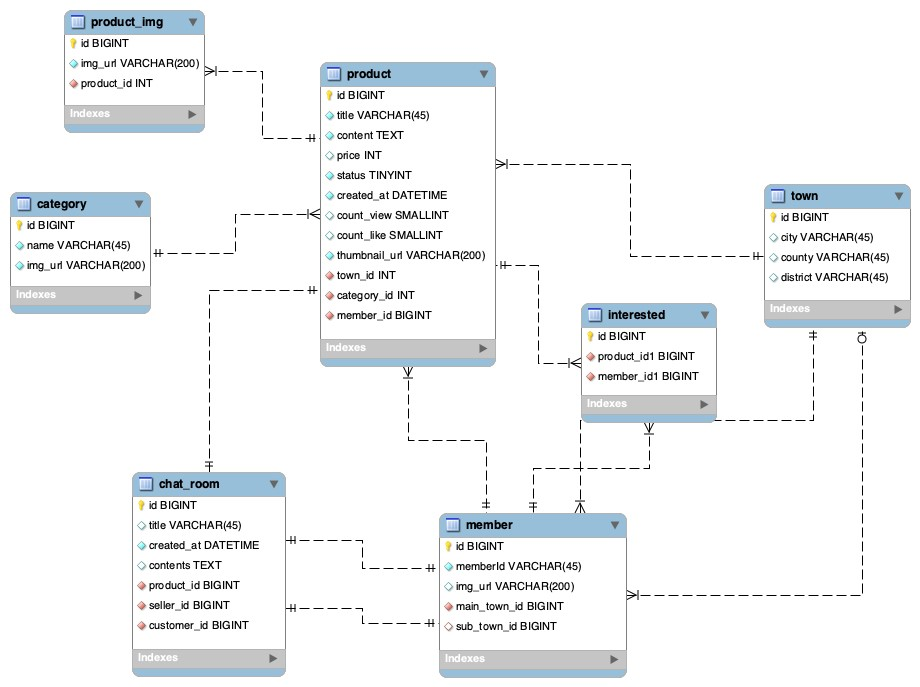 product_img
id BIGINT
img_url VARCHAR(200)
product_id INT
Indexes
product
id BIGINT
title VARCHAR(45)
content TEXT
price INT
status TINYINT
created_at DATETIME
count_view SMALLINT
count_like SMALLINT
thumbnail_url VARCHAR(200)
town_id INT
category_id INT
member_id BIGINT
Indexes
category
id BIGINT
name VARCHAR(45)
img_url VARCHAR(200)
Indexes
town
id BIGINT
city VARCHAR(45)
county VARCHAR(45)
district VARCHAR(45)
Indexes
interested
id BIGINT
product_id1 BIGINT
member_id1 BIGINT
Indexes
chat_room
id BIGINT
title VARCHAR(45)
created_at DATETIME
contents TEXT
product_id BIGINT
seller_id BIGINT
customer_id BIGINT
Indexes
member
id BIGINT
memberId VARCHAR(45)
img_url VARCHAR(200)
main_town_id BIGINT
sub_town_id BIGINT
Indexes